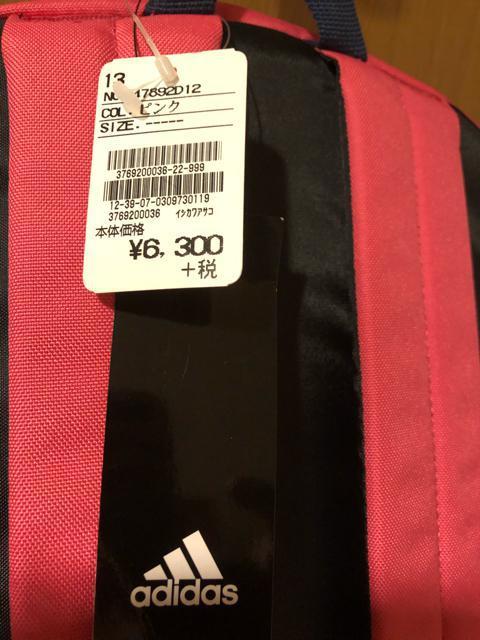 13
NO. 47892D12
COL. ピンク
SIZE. -----
3769200036-22-999
12-39-07-0309730119
3769200036 イシカワアサコ
本体価格
¥6,300
+税
adidas